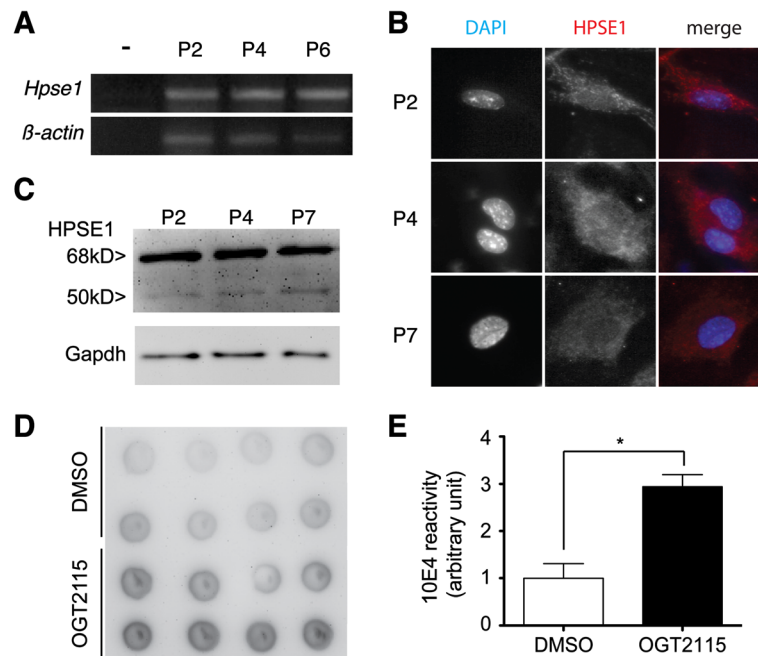 A
- P2 P4 P6
Hpse1
ß-actin
B
DAPI HPSE1 merge
P2
P4
P7
C
P2 P4 P7
HPSE1
68kD>
50kD>
Gapdh
D
DMSO
OGT2115
E
10E4 reactivity
(arbitrary unit)
4
3
2
1
0
*
DMSO OGT2115